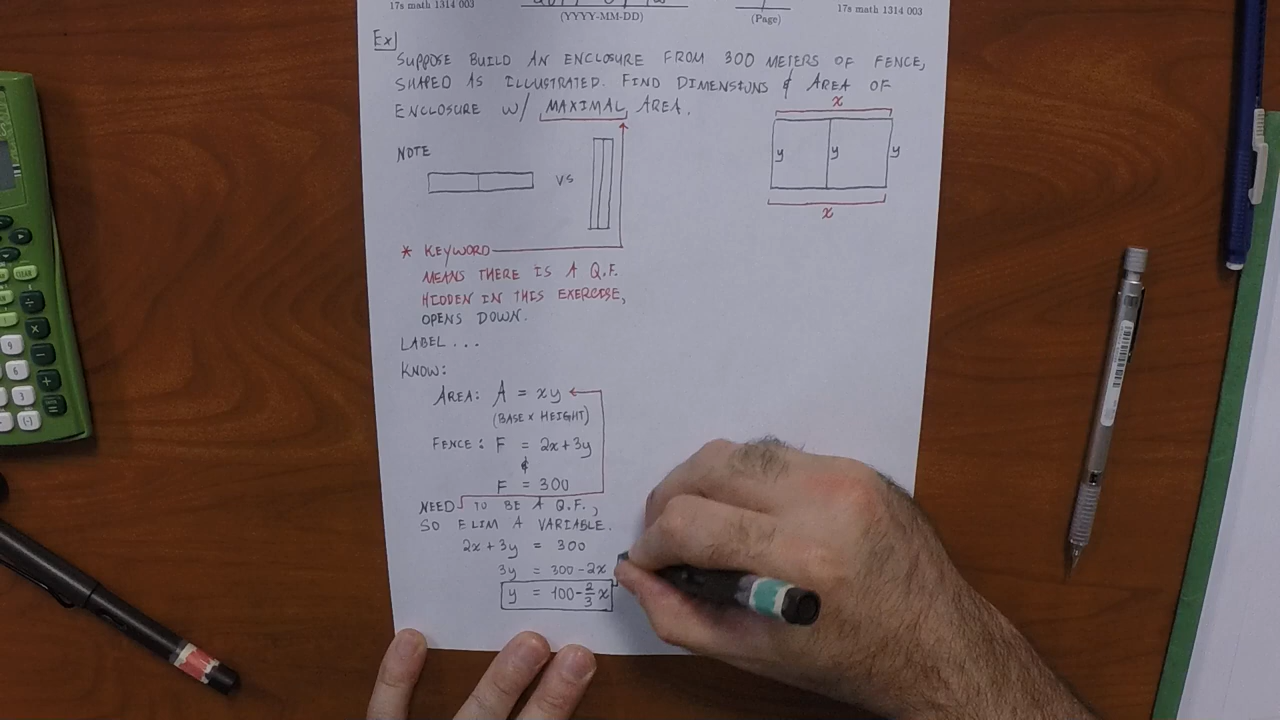 17s math 1314 003
(YYYY-MM-DD)
(Page)
17s math 1314 003
Ex
SUPPOSE BUILD AN ENCLOSURE FROM 300 METERS OF FENCE,
SHAPED AS ILLUSTRATED. FIND DIMENSIONS & AREA OF
ENCLOSURE W/ MAXIMAL AREA.
x
y y y
x
NOTE
VS
* KEYWORD
MEANS THERE IS A Q.F.
HIDDEN IN THIS EXERCISE,
OPENS DOWN.
LABEL...
KNOW:
AREA: A = xy
(BASE × HEIGHT)
FENCE: F = 2x+3y
&
F = 300
NEED TO BE A Q.F.,
SO ELIM A VARIABLE.
2x+3y = 300
3y = 300-2x
y = 100-2/3x